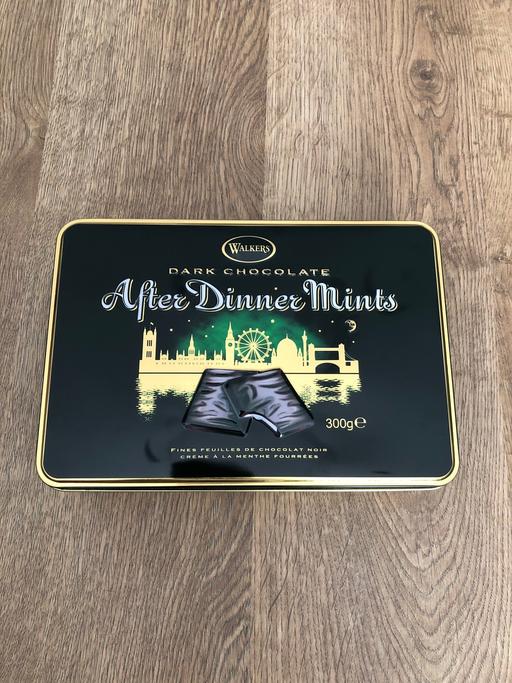 WALKERS
DARK CHOCOLATE
After Dinner Mints
300g℮
FINES FEUILLES DE CHOCOLAT NOIR
CRÈME À LA MENTHE FOURRÉES